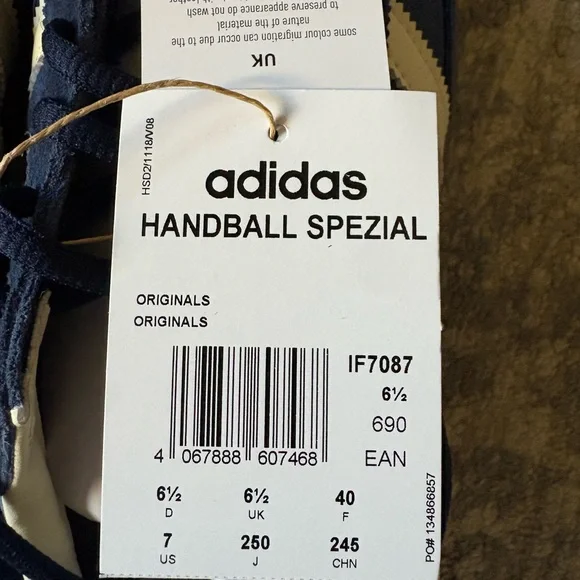 UK
some colour migration can occur due to the
nature of the material
to preserve appearance do not wash
HSD2/1118/V08
adidas
HANDBALL SPEZIAL
ORIGINALS
ORIGINALS
IF7087
6½
690
EAN
4 067888 607468
6½ 6½ 40
D UK F
7 250 245
US J CHN
PO# 134866857